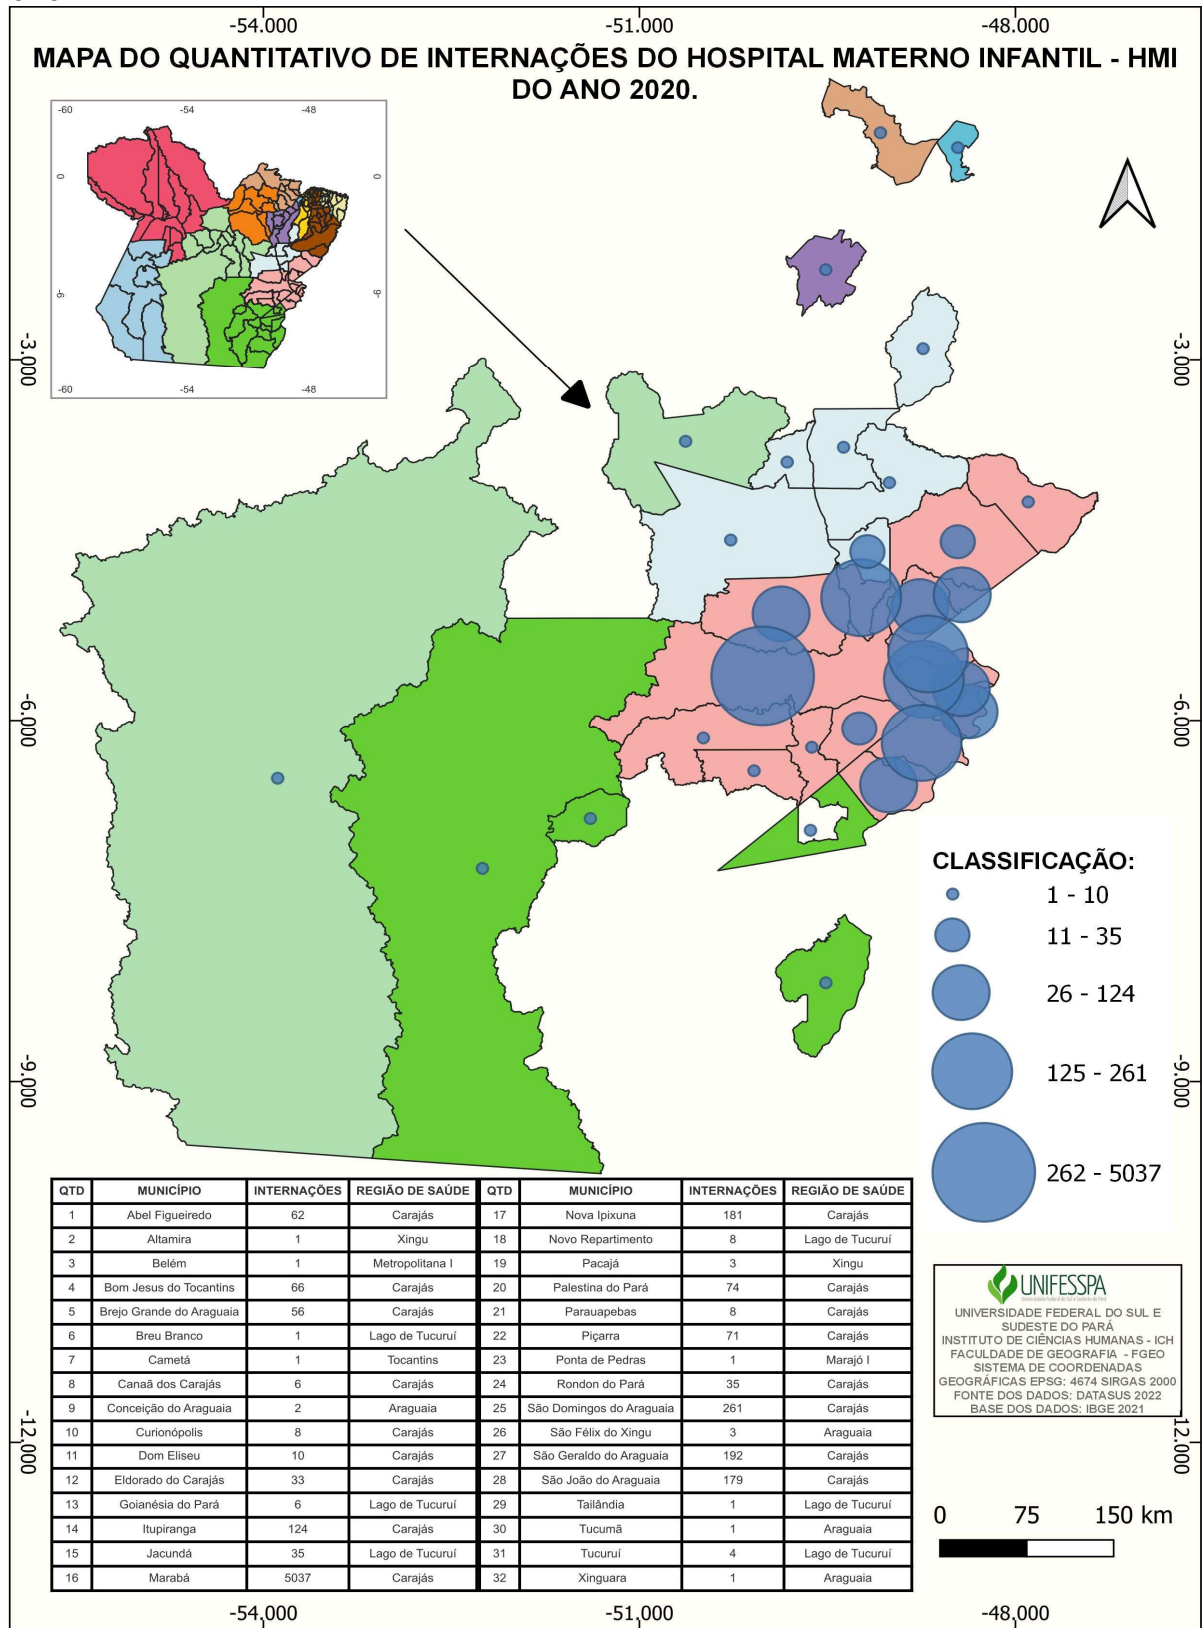 -54.000 -51.000 -48.000
MAPA DO QUANTITATIVO DE INTERNAÇÕES DO HOSPITAL MATERNO INFANTIL - HMI
DO ANO 2020.
-60 -54 -48
0 0
-9 -9
-60 -54 -48
-3.000 -3.000
-6.000 -6.000
-9.000 -9.000
-12.000 -12.000
CLASSIFICAÇÃO:
1 - 10
11 - 35
26 - 124
125 - 261
262 - 5037
QTD MUNICÍPIO INTERNAÇÕES REGIÃO DE SAÚDE QTD MUNICÍPIO INTERNAÇÕES REGIÃO DE SAÚDE
1 Abel Figueiredo 62 Carajás 17 Nova Ipixuna 181 Carajás
2 Altamira 1 Xingu 18 Novo Repartimento 8 Lago de Tucuruí
3 Belém 1 Metropolitana I 19 Pacajá 3 Xingu
4 Bom Jesus do Tocantins 66 Carajás 20 Palestina do Pará 74 Carajás
5 Brejo Grande do Araguaia 56 Carajás 21 Parauapebas 8 Carajás
6 Breu Branco 1 Lago de Tucuruí 22 Piçarra 71 Carajás
7 Cametá 1 Tocantins 23 Ponta de Pedras 1 Marajó I
8 Canaã dos Carajás 6 Carajás 24 Rondon do Pará 35 Carajás
9 Conceição do Araguaia 2 Araguaia 25 São Domingos do Araguaia 261 Carajás
10 Curionópolis 8 Carajás 26 São Félix do Xingu 3 Araguaia
11 Dom Eliseu 10 Carajás 27 São Geraldo do Araguaia 192 Carajás
12 Eldorado do Carajás 33 Carajás 28 São João do Araguaia 179 Carajás
13 Goianésia do Pará 6 Lago de Tucuruí 29 Tailândia 1 Lago de Tucuruí
14 Itupiranga 124 Carajás 30 Tucumã 1 Araguaia
15 Jacundá 35 Lago de Tucuruí 31 Tucuruí 4 Lago de Tucuruí
16 Marabá 5037 Carajás 32 Xinguara 1 Araguaia
UNIFESSPA
Universidade Federal do Sul e Sudeste do Pará
UNIVERSIDADE FEDERAL DO SUL E
SUDESTE DO PARÁ
INSTITUTO DE CIÊNCIAS HUMANAS - ICH
FACULDADE DE GEOGRAFIA - FGEO
SISTEMA DE COORDENADAS
GEOGRÁFICAS EPSG: 4674 SIRGAS 2000
FONTE DOS DADOS: DATASUS 2022
BASE DOS DADOS: IBGE 2021
0 75 150 km
-54.000 -51.000 -48.000